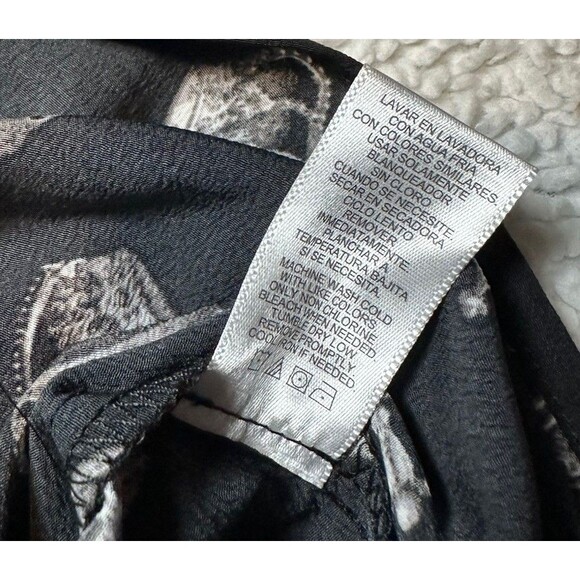 LAVAR EN LAVADORA
CON AGUA FRIA
CON COLORES SIMILARES.
USAR SOLAMENTE
BLANQUEADOR
SIN CLORO
CUANDO SE NECESITE.
SECAR EN SECADORA
CICLO LENTO
REMOVER
INMEDIATAMENTE.
PLANCHAR A
TEMPERATURA BAJITA
SI SE NECESITA.
MACHINE WASH COLD
WITH LIKE COLORS.
ONLY NON CHLORINE
BLEACH WHEN NEEDED.
TUMBLE DRY LOW.
REMOVE PROMPTLY.
COOL IRON IF NEEDED.